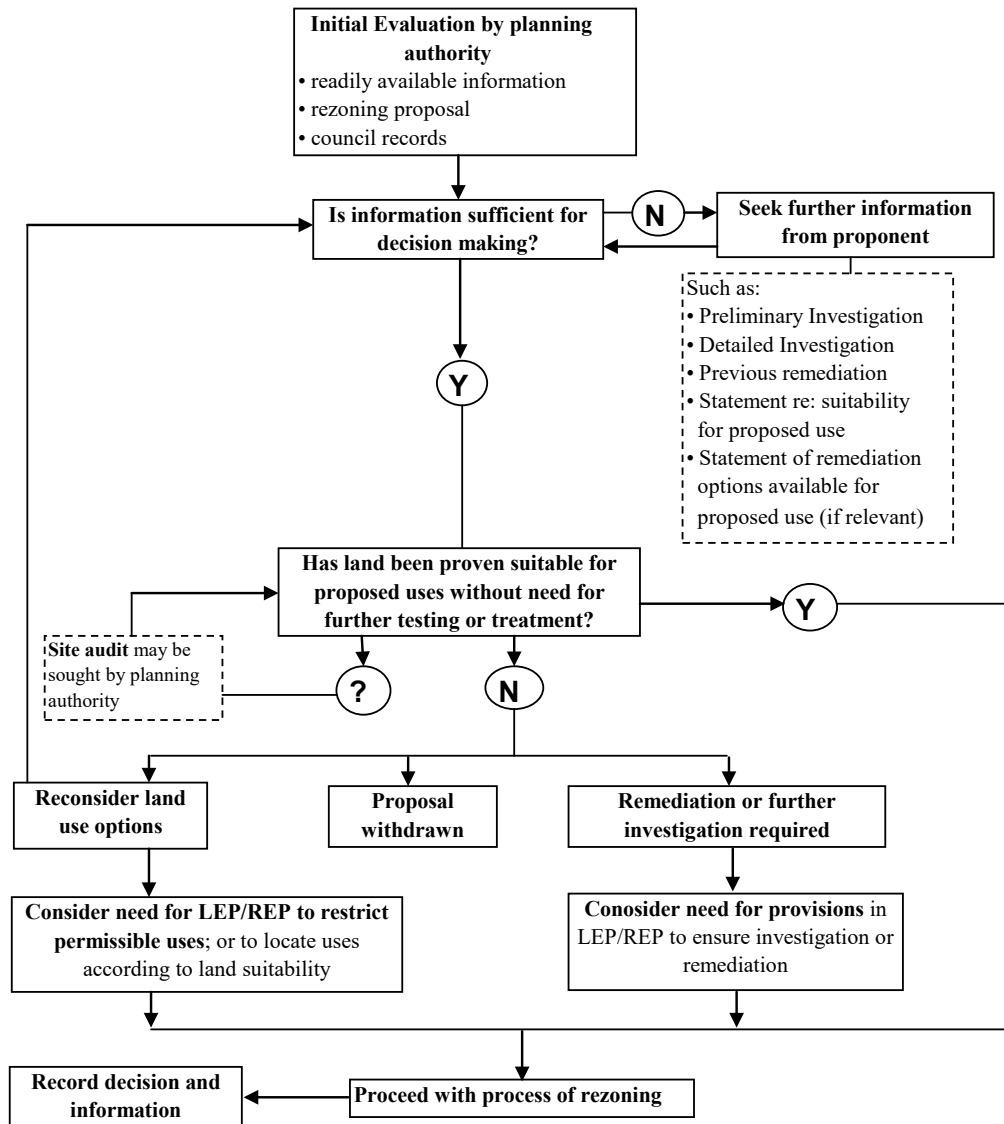 Initial Evaluation by planning
authority
• readily available information
• rezoning proposal
• council records
Is information sufficient for
decision making?
N
Seek further information
from proponent
Such as:
• Preliminary Investigation
• Detailed Investigation
• Previous remediation
• Statement re: suitability
for proposed use
• Statement of remediation
options available for
proposed use (if relevant)
Y
Has land been proven suitable for
proposed uses without need for
further testing or treatment?
Y
Site audit may be
sought by planning
authority
?
N
Reconsider land
use options
Proposal
withdrawn
Remediation or further
investigation required
Consider need for LEP/REP to restrict
permissible uses; or to locate uses
according to land suitability
Conosider need for provisions in
LEP/REP to ensure investigation or
remediation
Record decision and
information
Proceed with process of rezoning